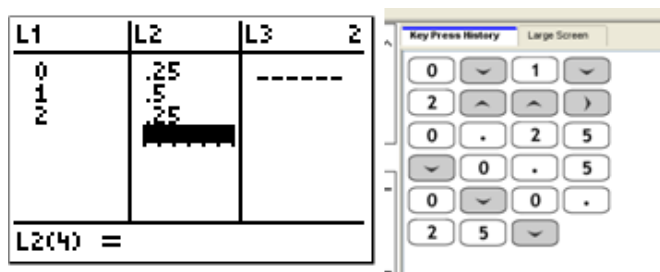 L1 L2 L3 2
0 .25 ------
1 .5
2 .25
L2(4) =
Key Press History Large Screen
0 1
2 )
0 . 2 5
0 . 5
0 0 .
2 5